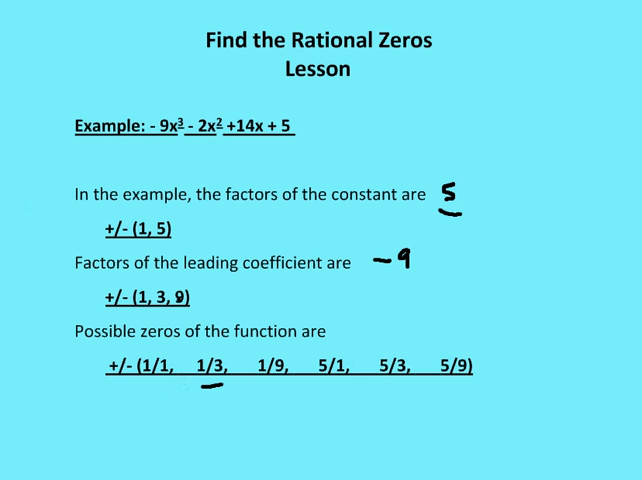 Find the Rational Zeros
Lesson
Example: - 9x³ - 2x² +14x + 5
In the example, the factors of the constant are 5
+/- (1, 5)
Factors of the leading coefficient are -9
+/- (1, 3, 9)
Possible zeros of the function are
+/- (1/1, 1/3, 1/9, 5/1, 5/3, 5/9)